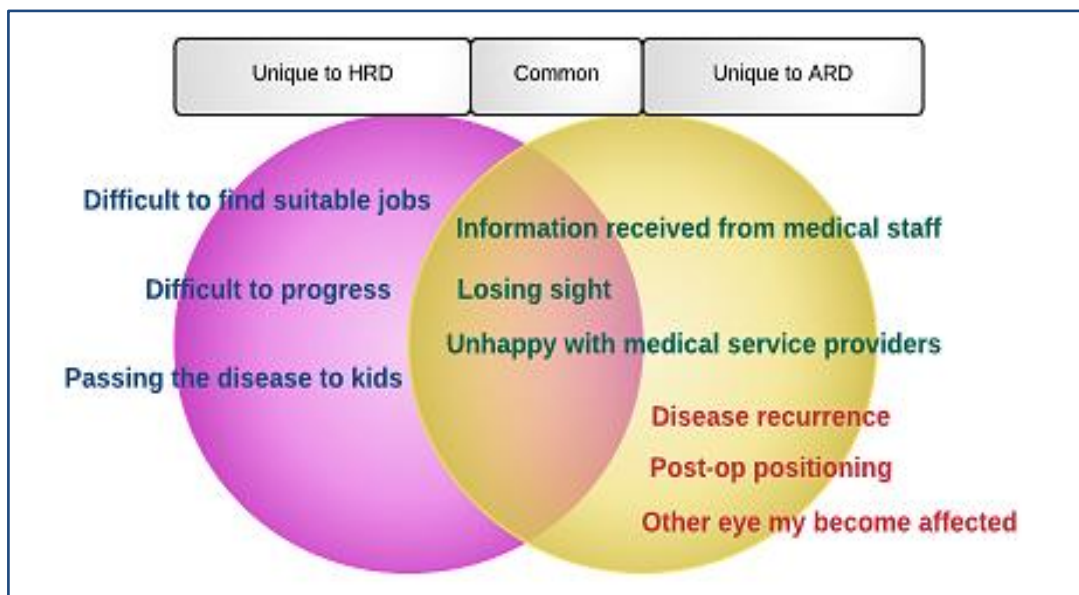 Unique to HRD
Common
Unique to ARD
Difficult to find suitable jobs
Difficult to progress
Passing the disease to kids
Information received from medical staff
Losing sight
Unhappy with medical service providers
Disease recurrence
Post-op positioning
Other eye my become affected